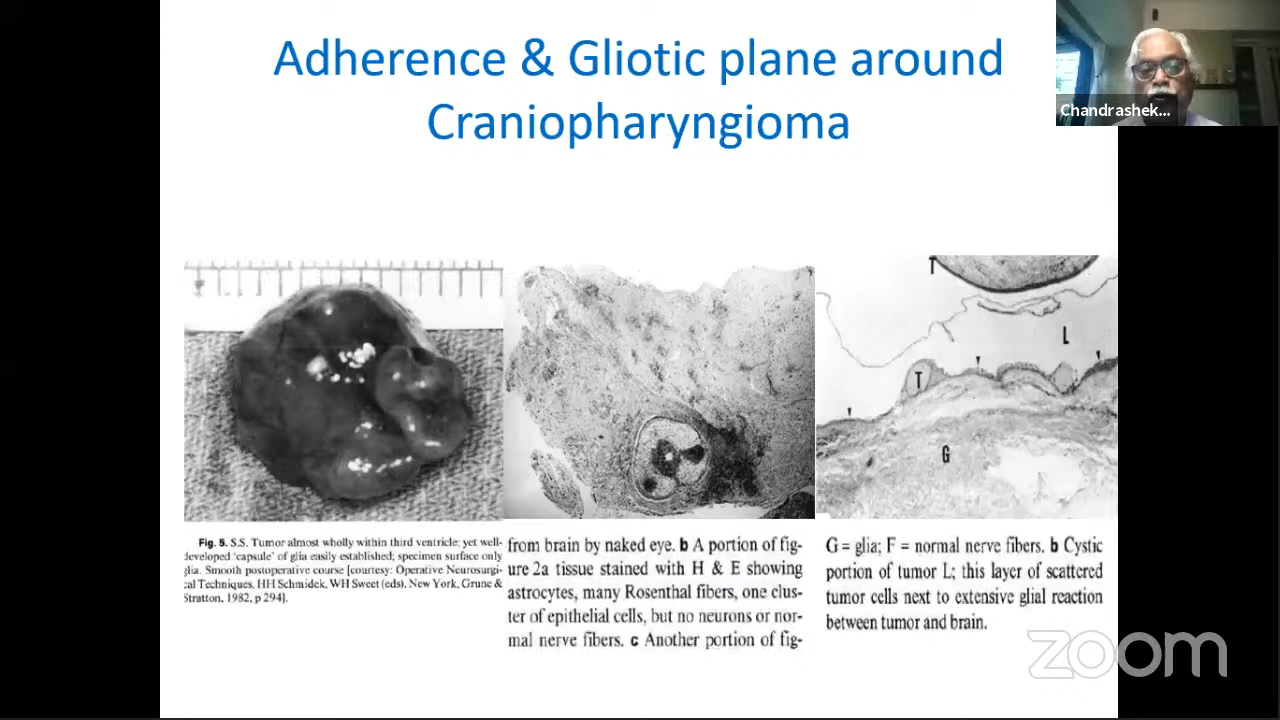 Adherence & Gliotic plane around
Craniopharyngioma
Chandrashek...
T
L
T
G
Fig. 5. S.S. Tumor almost wholly within third ventricle; yet well-
developed 'capsule' of glia easily established; specimen surface only
glia. Smooth postoperative course [courtesy: Operative Neurosurgi-
cal Techniques. HH Schmidek, WH Sweet (eds). New York, Grune &
Stratton, 1982, p 294].
from brain by naked eye. b A portion of fig-
ure 2a tissue stained with H & E showing
astrocytes, many Rosenthal fibers, one clus-
ter of epithelial cells, but no neurons or nor-
mal nerve fibers. c Another portion of fig-
G = glia; F = normal nerve fibers. b Cystic
portion of tumor L; this layer of scattered
tumor cells next to extensive glial reaction
between tumor and brain.
zoom